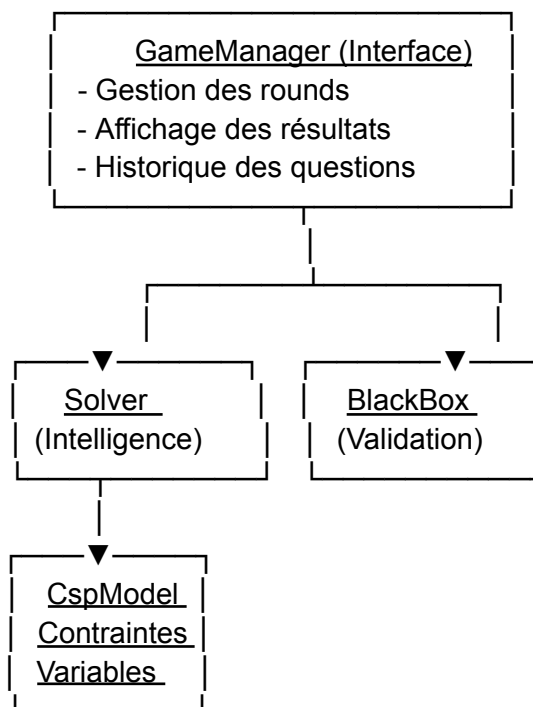 GameManager (Interface)
- Gestion des rounds
- Affichage des résultats
- Historique des questions
Solver
(Intelligence)
BlackBox
(Validation)
CspModel
Contraintes
Variables